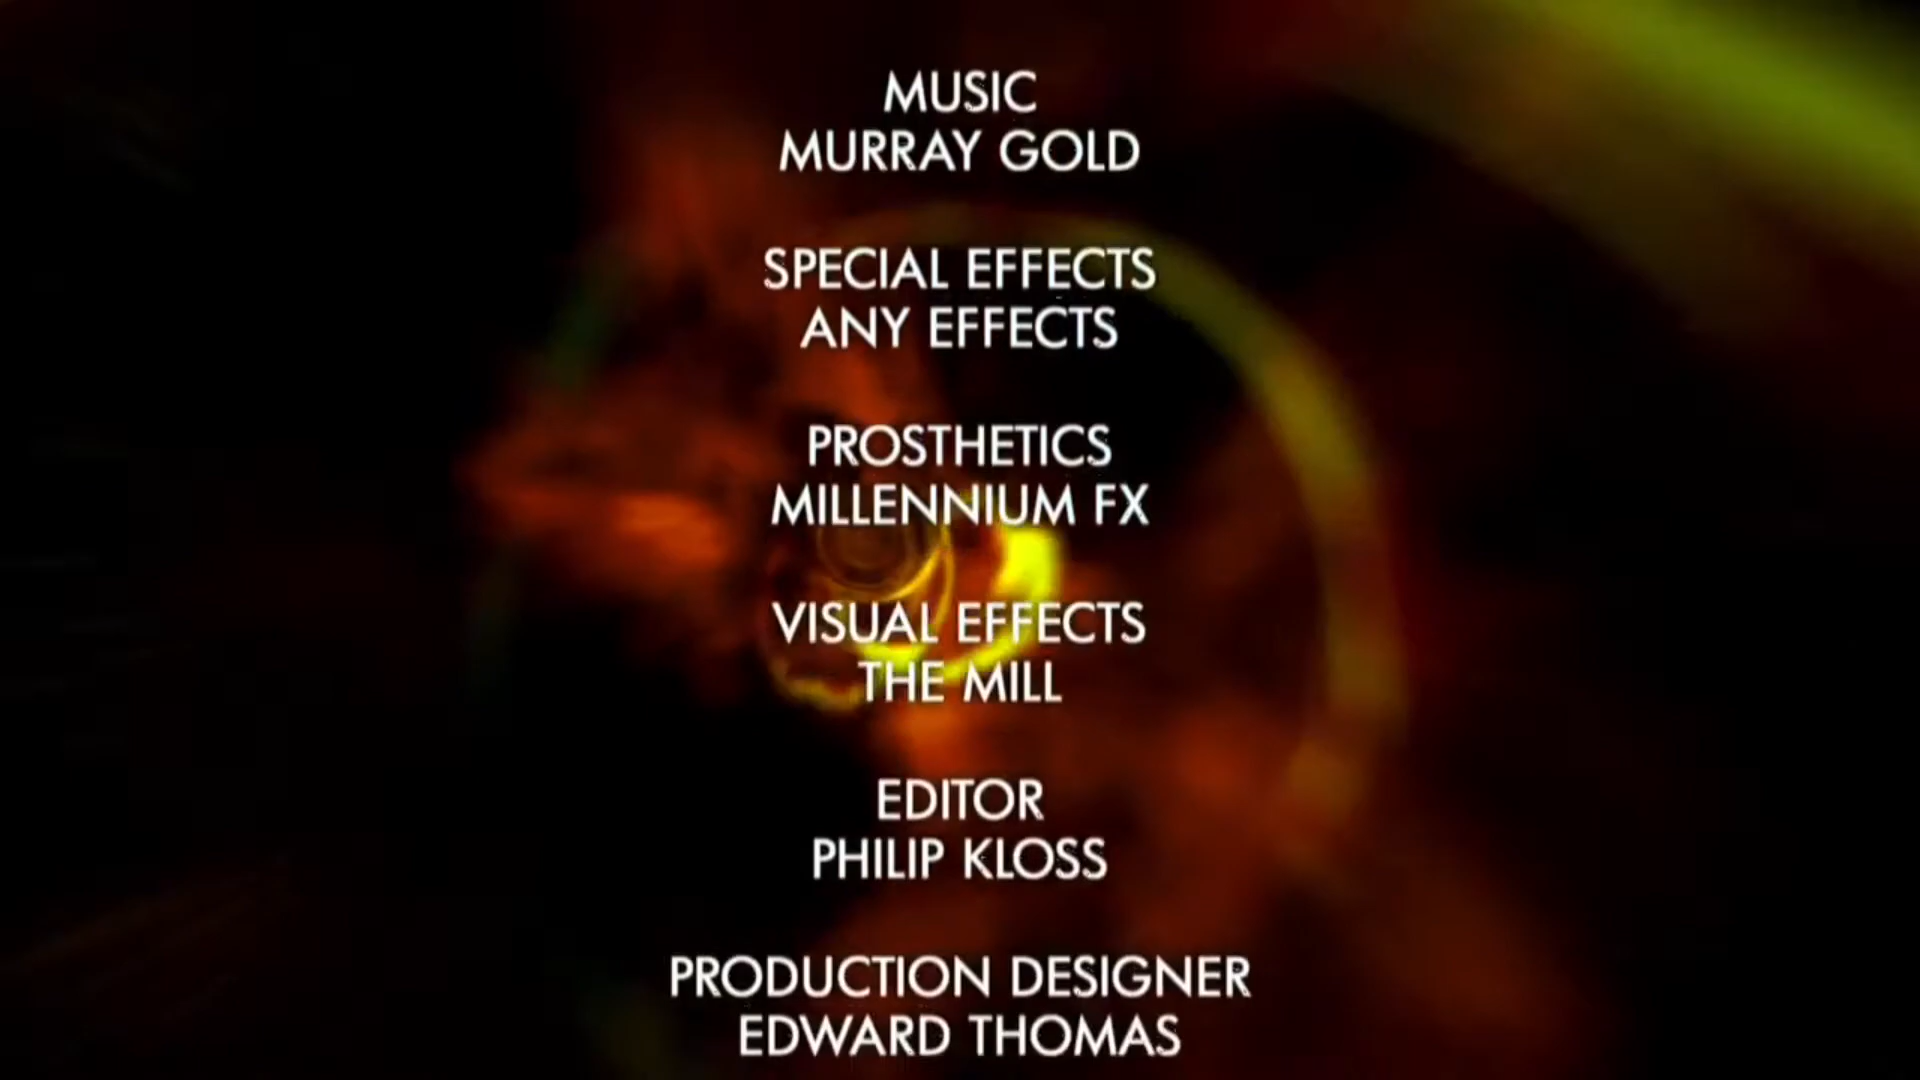 MUSIC
MURRAY GOLD
SPECIAL EFFECTS
ANY EFFECTS
PROSTHETICS
MILLENNIUM FX
VISUAL EFFECTS
THE MILL
EDITOR
PHILIP KLOSS
PRODUCTION DESIGNER
EDWARD THOMAS